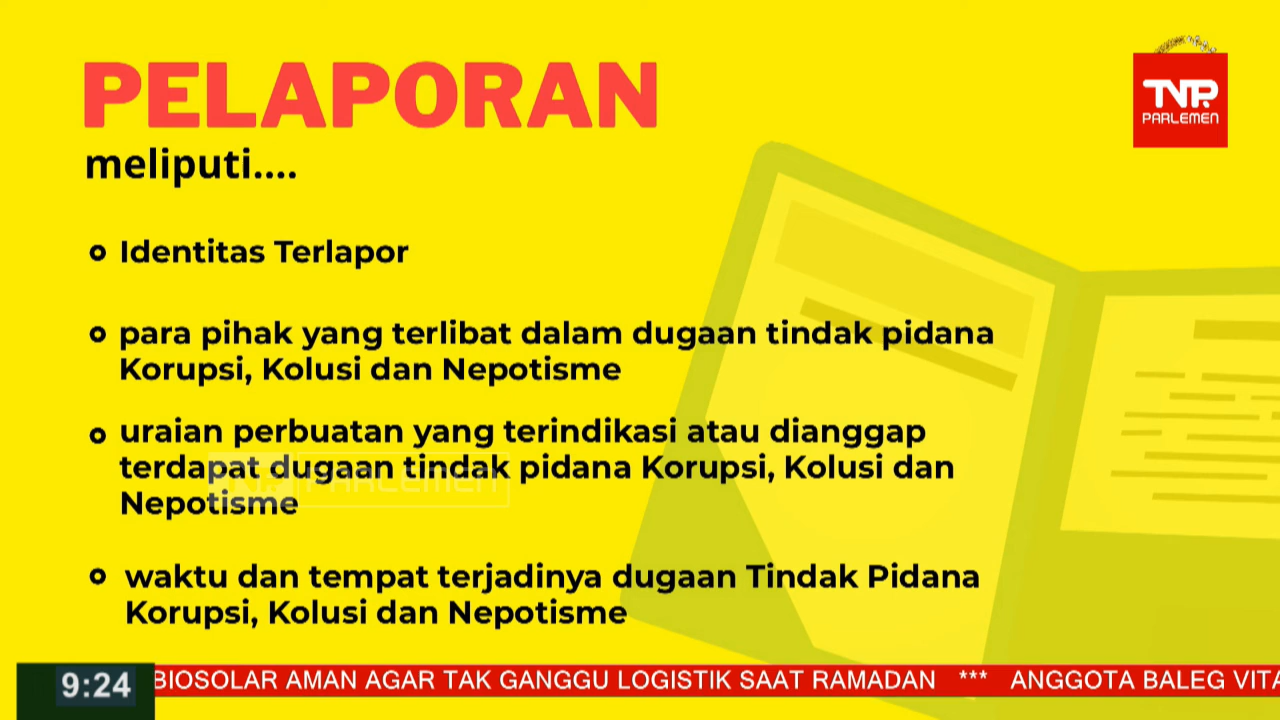 PELAPORAN
meliputi....
TVP.
PARLEMEN
Identitas Terlapor
para pihak yang terlibat dalam dugaan tindak pidana
Korupsi, Kolusi dan Nepotisme
uraian perbuatan yang terindikasi atau dianggap
terdapat dugaan tindak pidana Korupsi, Kolusi dan
Nepotisme
PARLEMEN
waktu dan tempat terjadinya dugaan Tindak Pidana
Korupsi, Kolusi dan Nepotisme
9:24
BIOSOLAR AMAN AGAR TAK GANGGU LOGISTIK SAAT RAMADAN *** ANGGOTA BALEG